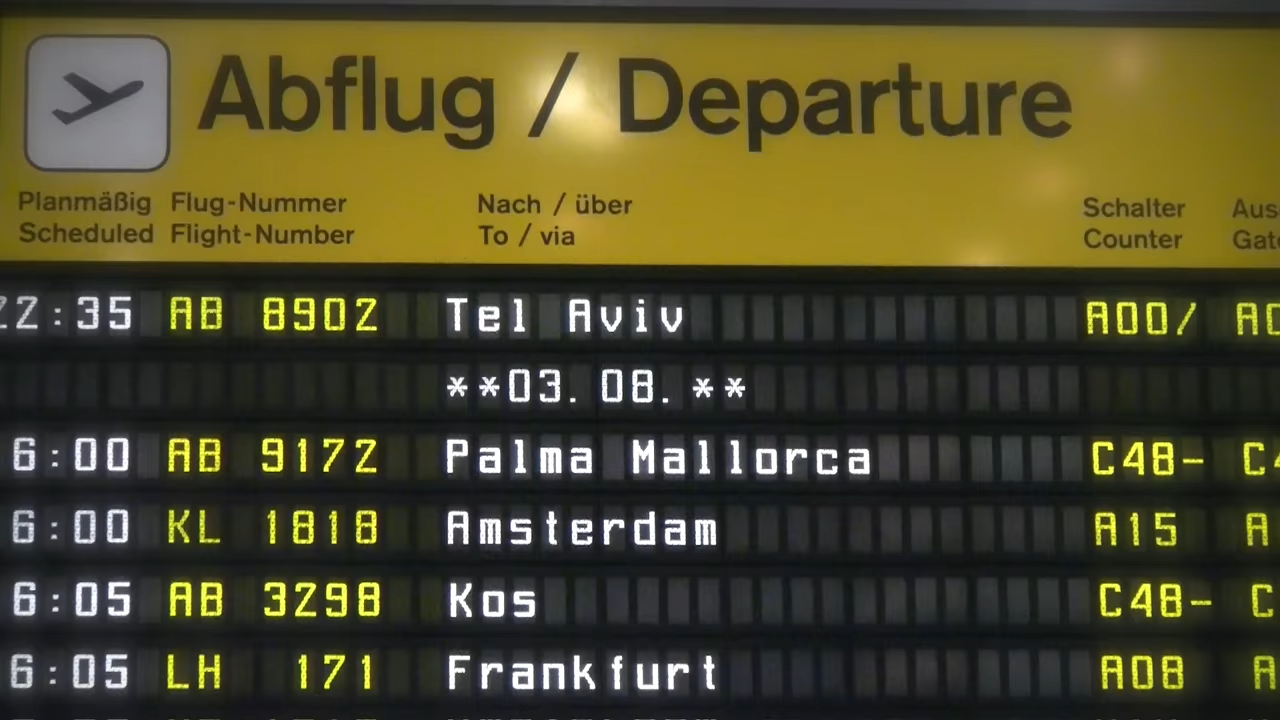 Abflug / Departure
Planmäßig Flug-Nummer Nach / über Schalter
Scheduled Flight-Number To / via Counter
22:35 AB 8902 Tel Aviv A00/
**03.08.**
6:00 AB 9172 Palma Mallorca C48-
6:00 KL 1818 Amsterdam A15 A
6:05 AB 3298 Kos C48- C
6:05 LH 171 Frankfurt A08 A